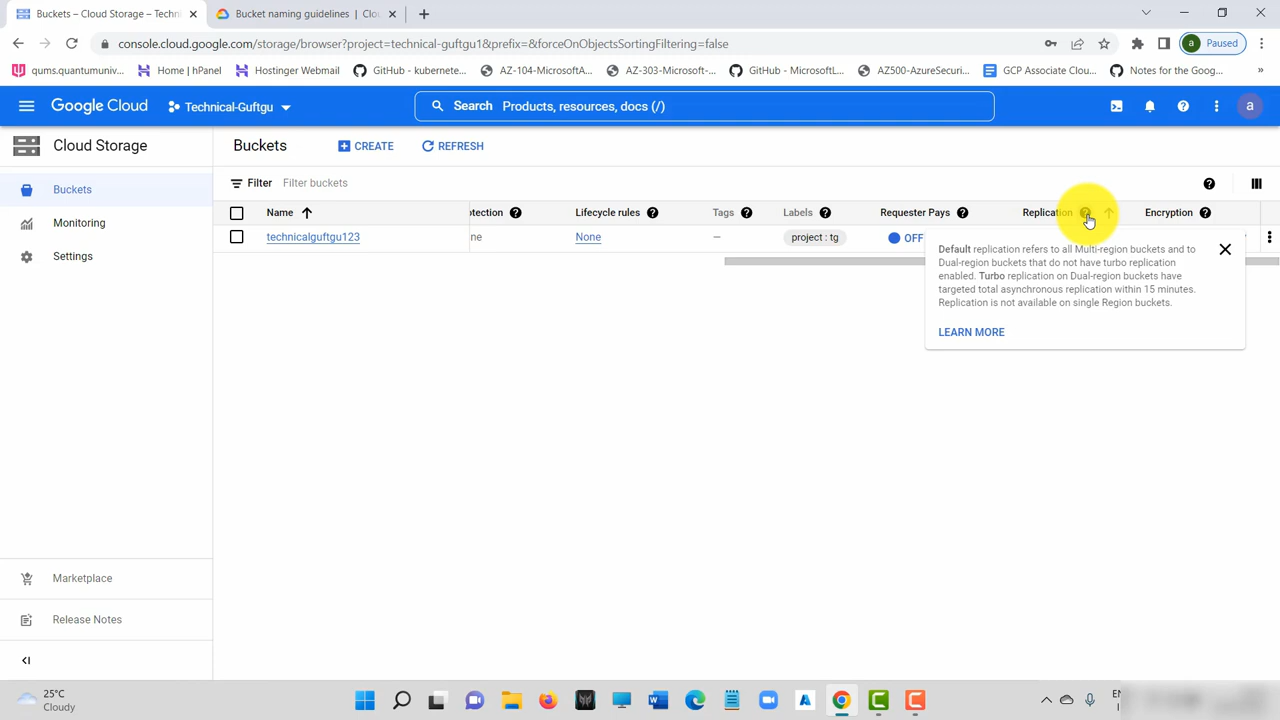 Buckets – Cloud Storage – Techni
Bucket naming guidelines | Clou
console.cloud.google.com/storage/browser?project=technical-guftgu1&prefix=&forceOnObjectsSortingFiltering=false
a
Paused
qums.quantumuniv...
Home | hPanel
Hostinger Webmail
GitHub - kubernete...
AZ-104-MicrosoftA...
AZ-303-Microsoft-...
GitHub - MicrosoftL...
AZ500-AzureSecuri...
GCP Associate Clou...
Notes for the Goog...
»
Google Cloud
Technical-Guftgu
Search Products, resources, docs (/)
a
Cloud Storage
Buckets
CREATE
REFRESH
Buckets
Monitoring
Settings
Filter Filter buckets
Name
tection
Lifecycle rules
Tags
Labels
Requester Pays
Replication
Encryption
technicalguftgu123
ne
None
—
project : tg
OFF
Default replication refers to all Multi-region buckets and to
Dual-region buckets that do not have turbo replication
enabled. Turbo replication on Dual-region buckets have
targeted total asynchronous replication within 15 minutes.
Replication is not available on single Region buckets.
LEARN MORE
Marketplace
Release Notes
25°C
Cloudy